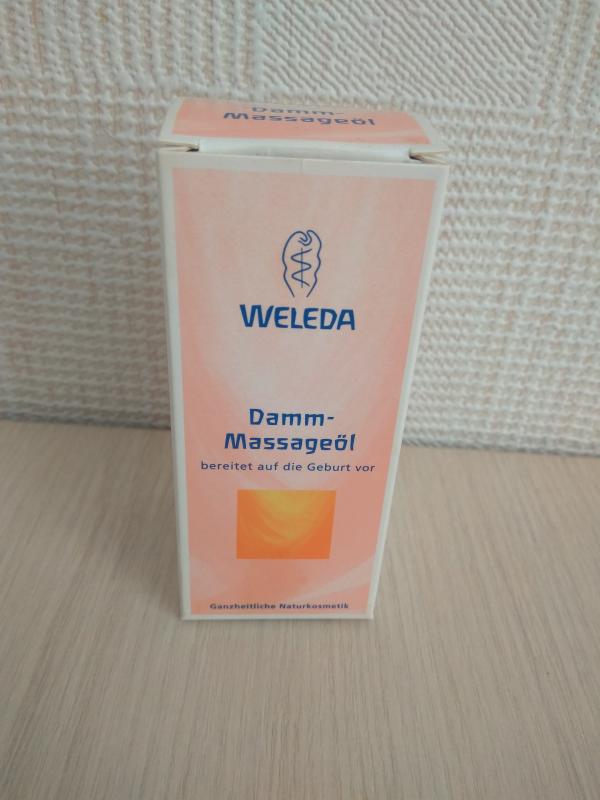 Damm-
Massageöl
WELEDA
Damm-
Massageöl
bereitet auf die Geburt vor
Ganzheitliche Naturkosmetik